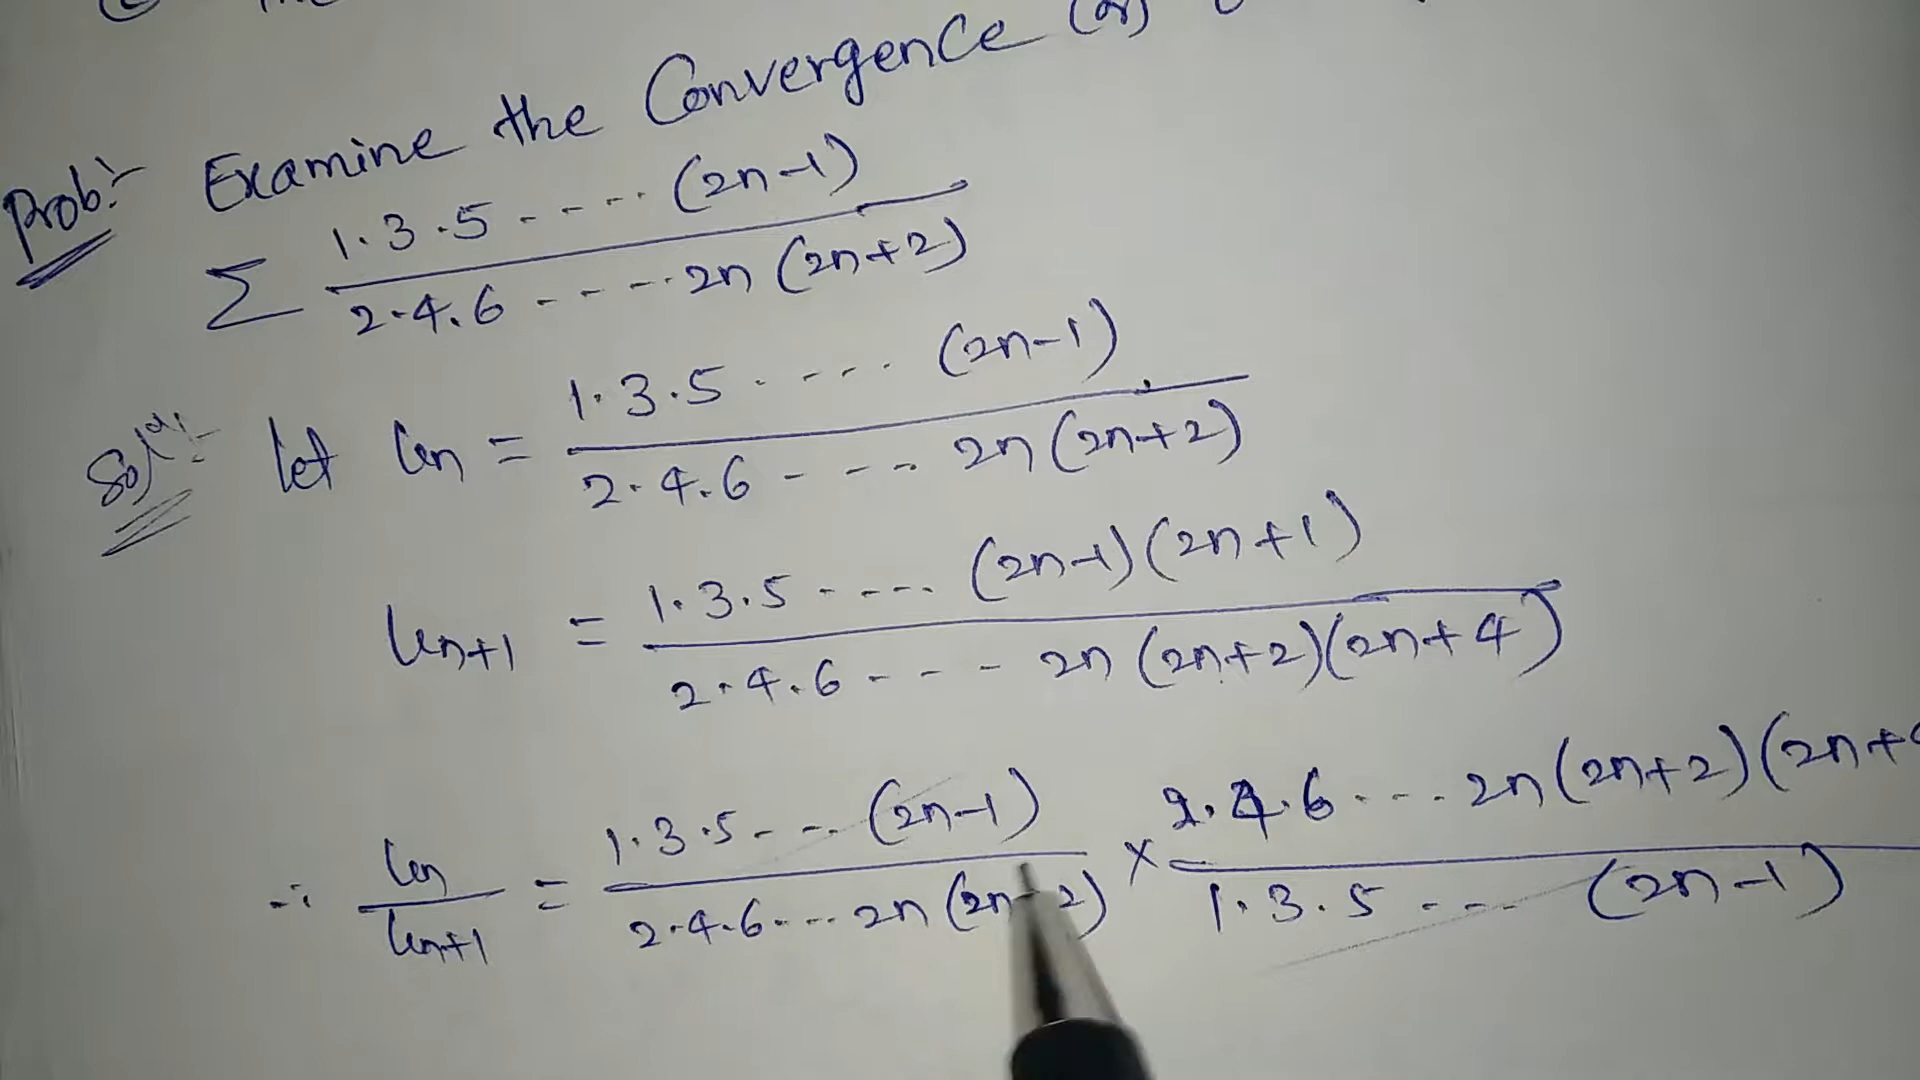 Prob:- Examine the Convergence (or)
∑ 1.3.5 ---- (2n-1) / 2.4.6 ----- 2n (2n+2)
Solⁿ:- let un = 1.3.5 ..... (2n-1) / 2.4.6 - --- 2n (2n+2)
un+1 = 1.3.5 ----- (2n-1) (2n+1) / 2.4.6 - - - - 2n (2n+2)(2n+4)
∴ un / un+1 = 1.3.5 - -- (2n-1) / 2.4.6 ---- 2n (2n+2) × 2.4.6 ---- 2n (2n+2) (2n+ / 1.3.5 --- (2n-1)